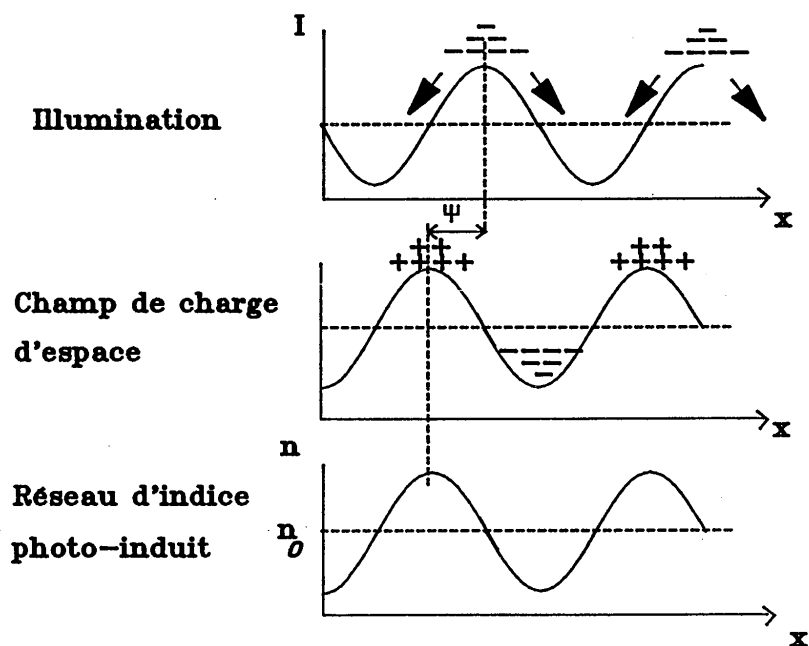 I
Illumination
x
Ψ
Champ de charge
d'espace
x
n
Réseau d'indice
photo-induit
n₀
x